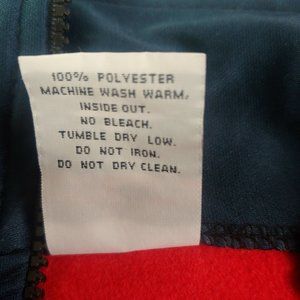 100% POLYESTER
MACHINE WASH WARM,
INSIDE OUT.
NO BLEACH.
TUMBLE DRY LOW.
DO NOT IRON.
DO NOT DRY CLEAN.